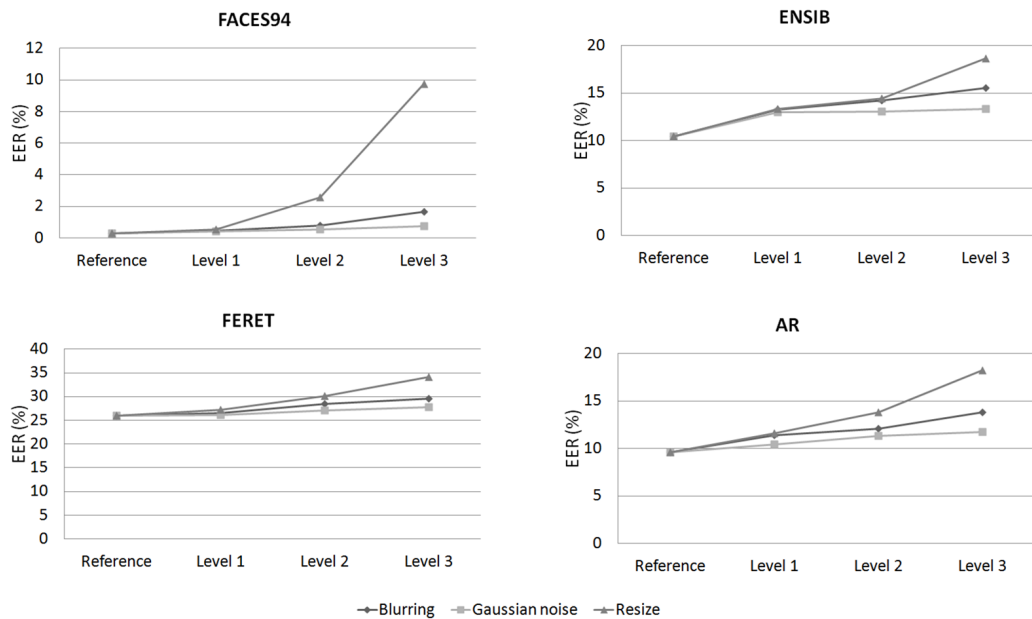 FACES94
EER (%)
12
10
8
6
4
2
0
Reference Level 1 Level 2 Level 3
ENSIB
EER (%)
20
15
10
5
0
Reference Level 1 Level 2 Level 3
FERET
EER (%)
40
35
30
25
20
15
10
5
0
Reference Level 1 Level 2 Level 3
AR
EER (%)
20
15
10
5
0
Reference Level 1 Level 2 Level 3
Blurring Gaussian noise Resize